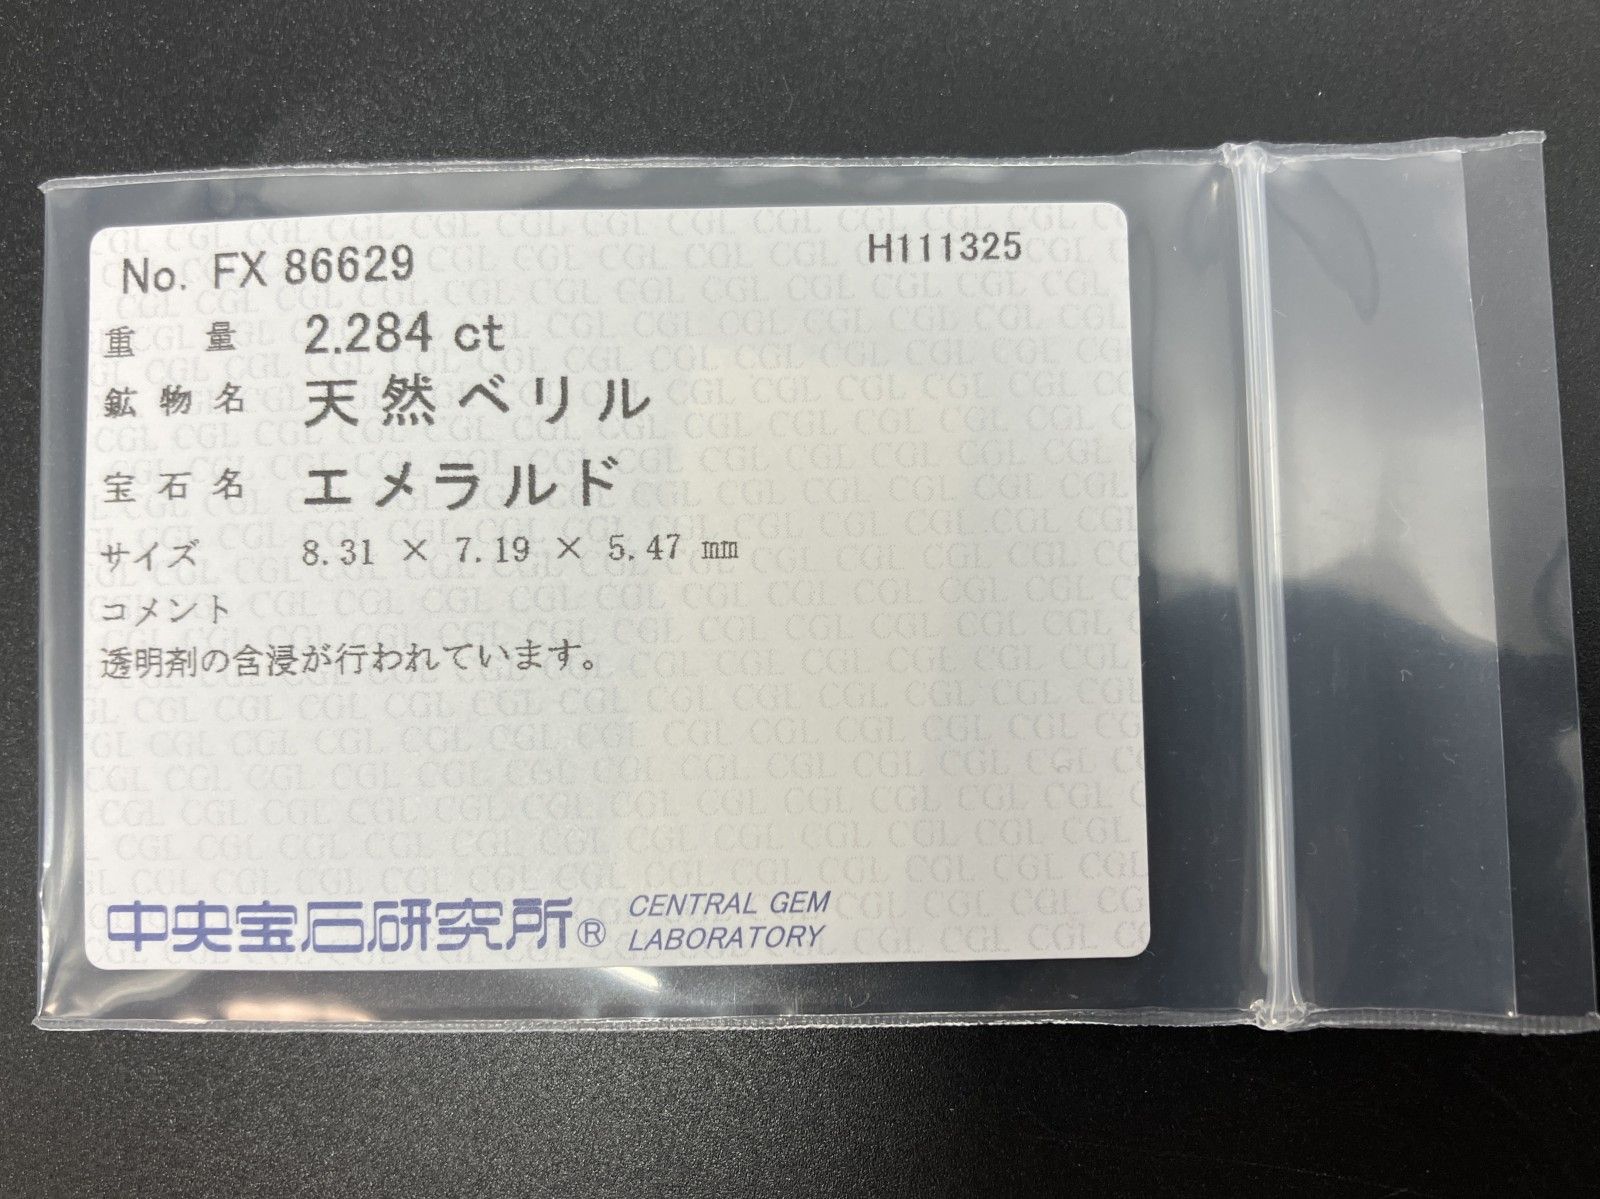 No. FX 86629 H111325
重量 2.284 ct
鉱物名 天然ベリル
宝石名 エメラルド
サイズ 8.31 × 7.19 × 5.47 mm
コメント
透明剤の含浸が行われています。
中央宝石研究所® CENTRAL GEM
LABORATORY